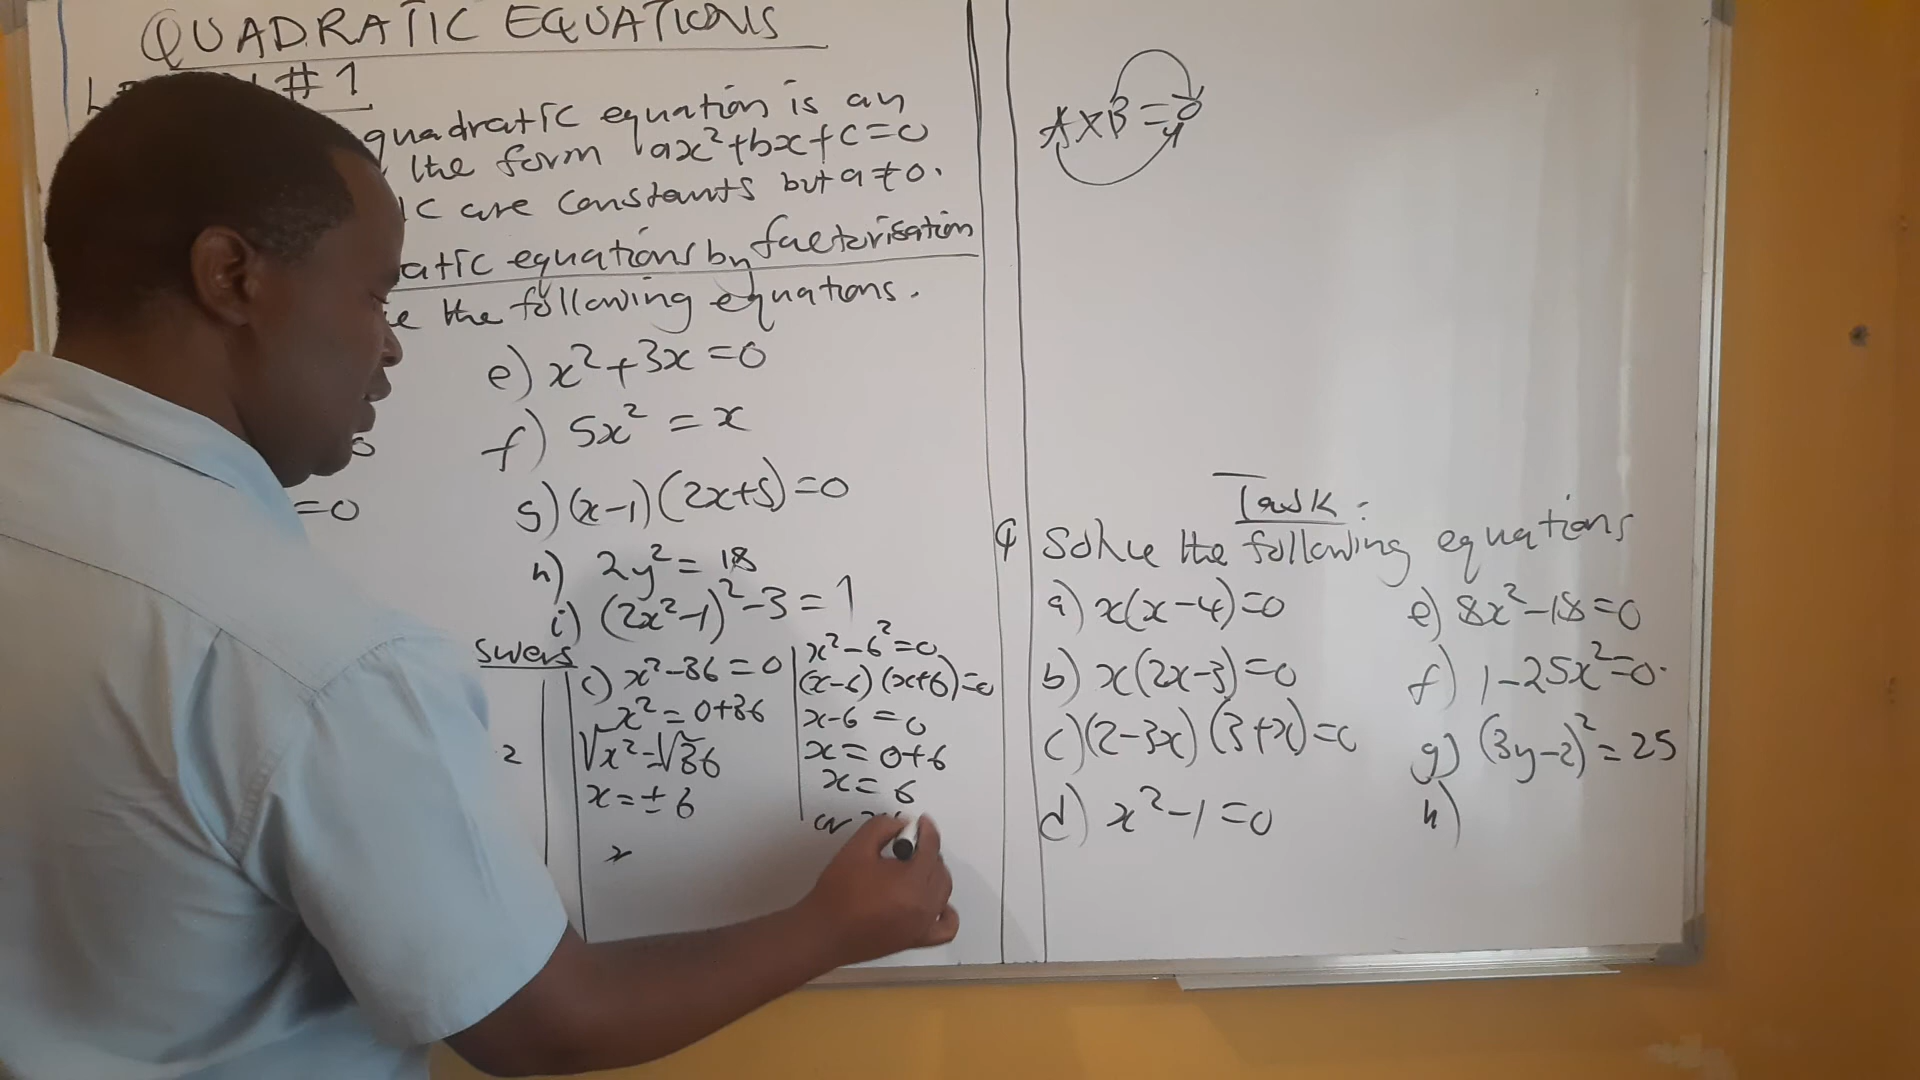 QUADRATIC EQUATIONS
# 1
quadratic equation is an
the form ax²+bx+c=0
c are constants but a≠0.
atic equations by factorisation
the following equations.
e) x²+3x=0
f) 5x² = x
=0
g) (x-1)(2x+5)=0
h) 2y² = 18
i) (2x²-1)²-3=1
swers
c) x²-36=0
x²=0+36
√x²=√36
x=±6
x
2
x²-6²=0
(x-6)(x+6)=0
x-6=0
x=0+6
x=6
or
A×B=0
Task:
Q Solve the following equations
a) x(x-4)=0
b) x(2x-3)=0
c) (2-3x)(3+x)=0
d) x²-1=0
e) 8x²-18=0
f) 1-25x²=0.
g) (3y-2)²=25
h)